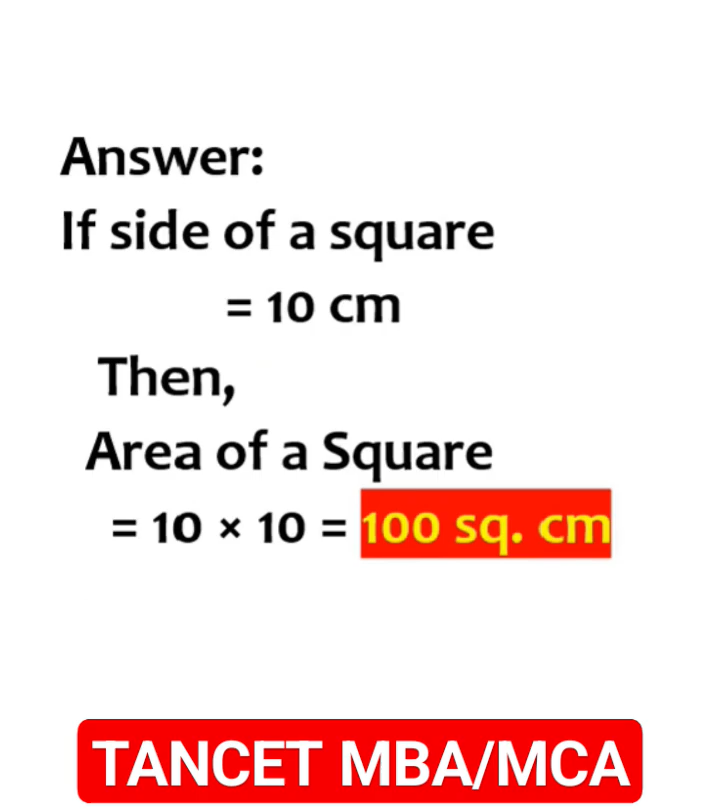 Answer:
If side of a square
= 10 cm
Then,
Area of a Square
= 10 × 10 = 100 sq. cm
TANCET MBA/MCA